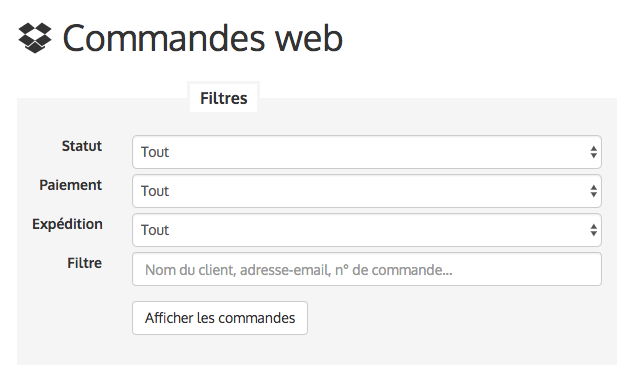 Commandes web
Filtres
Statut
Tout
Paiement
Tout
Expédition
Tout
Filtre
Nom du client, adresse-email, n° de commande...
Afficher les commandes